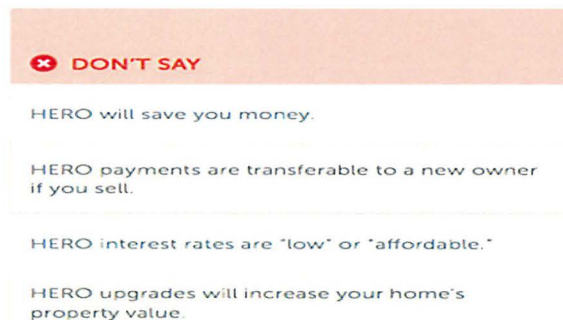 DON'T SAY
HERO will save you money.
HERO payments are transferable to a new owner
if you sell.
HERO interest rates are "low" or "affordable."
HERO upgrades will increase your home's
property value.